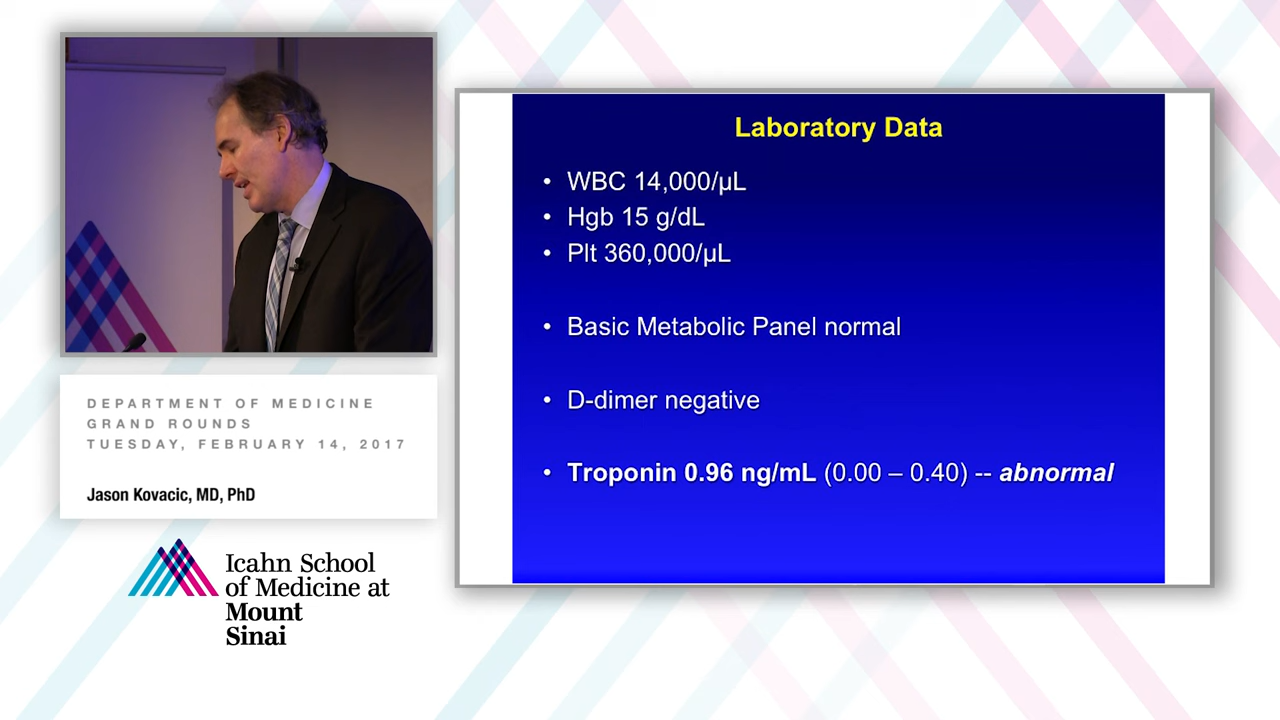 DEPARTMENT OF MEDICINE
GRAND ROUNDS
TUESDAY, FEBRUARY 14, 2017
Jason Kovacic, MD, PhD
Icahn School
of Medicine at
Mount
Sinai
Laboratory Data
• WBC 14,000/µL
• Hgb 15 g/dL
• Plt 360,000/µL
• Basic Metabolic Panel normal
• D-dimer negative
• Troponin 0.96 ng/mL (0.00 – 0.40) -- abnormal